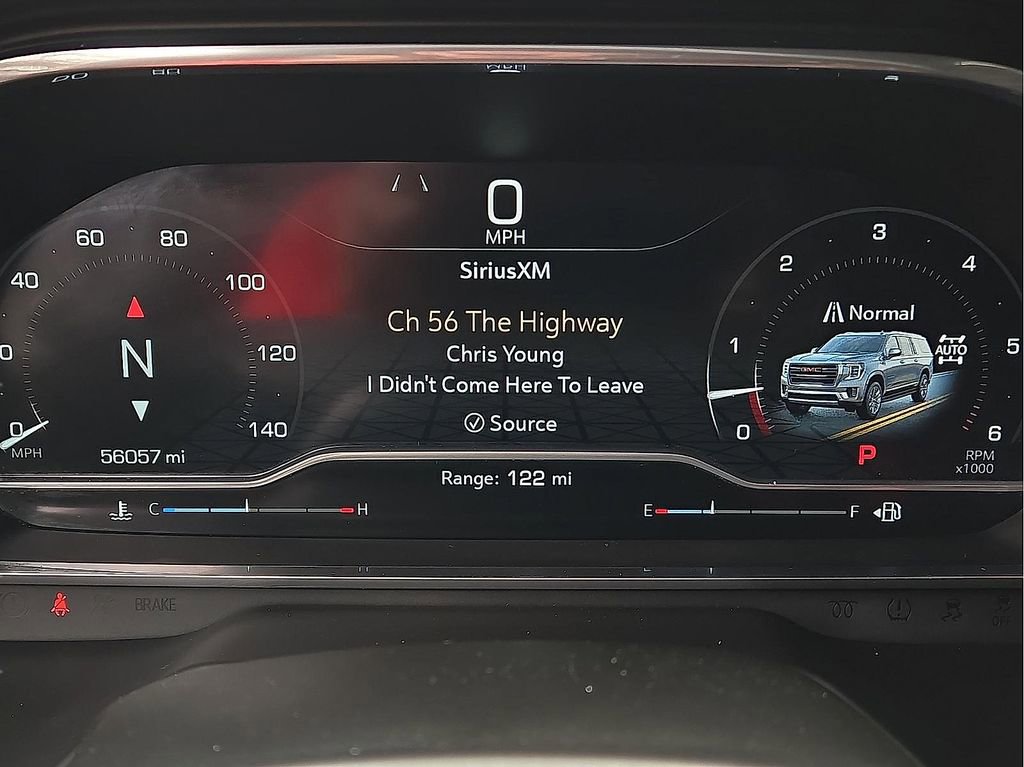 0
MPH
SiriusXM
Ch 56 The Highway
Chris Young
I Didn't Come Here To Leave
Source
Range: 122 mi
0
40
60
80
100
120
140
MPH
N
56057 mi
C H
0
1
2
3
4
5
6
Normal
AUTO
GMC
P
RPM
x1000
E F
BRAKE
OFF